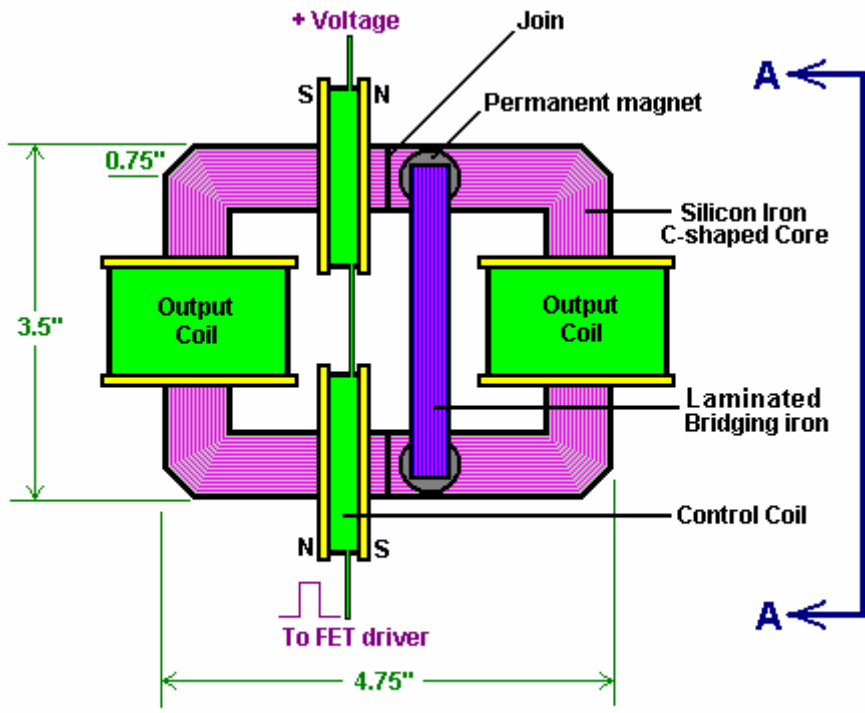 + Voltage
Join
S
N
A
Permanent magnet
0.75"
Silicon Iron
C-shaped Core
Output
Coil
Output
Coil
3.5"
Laminated
Bridging iron
Control Coil
N
S
A
To FET driver
4.75"